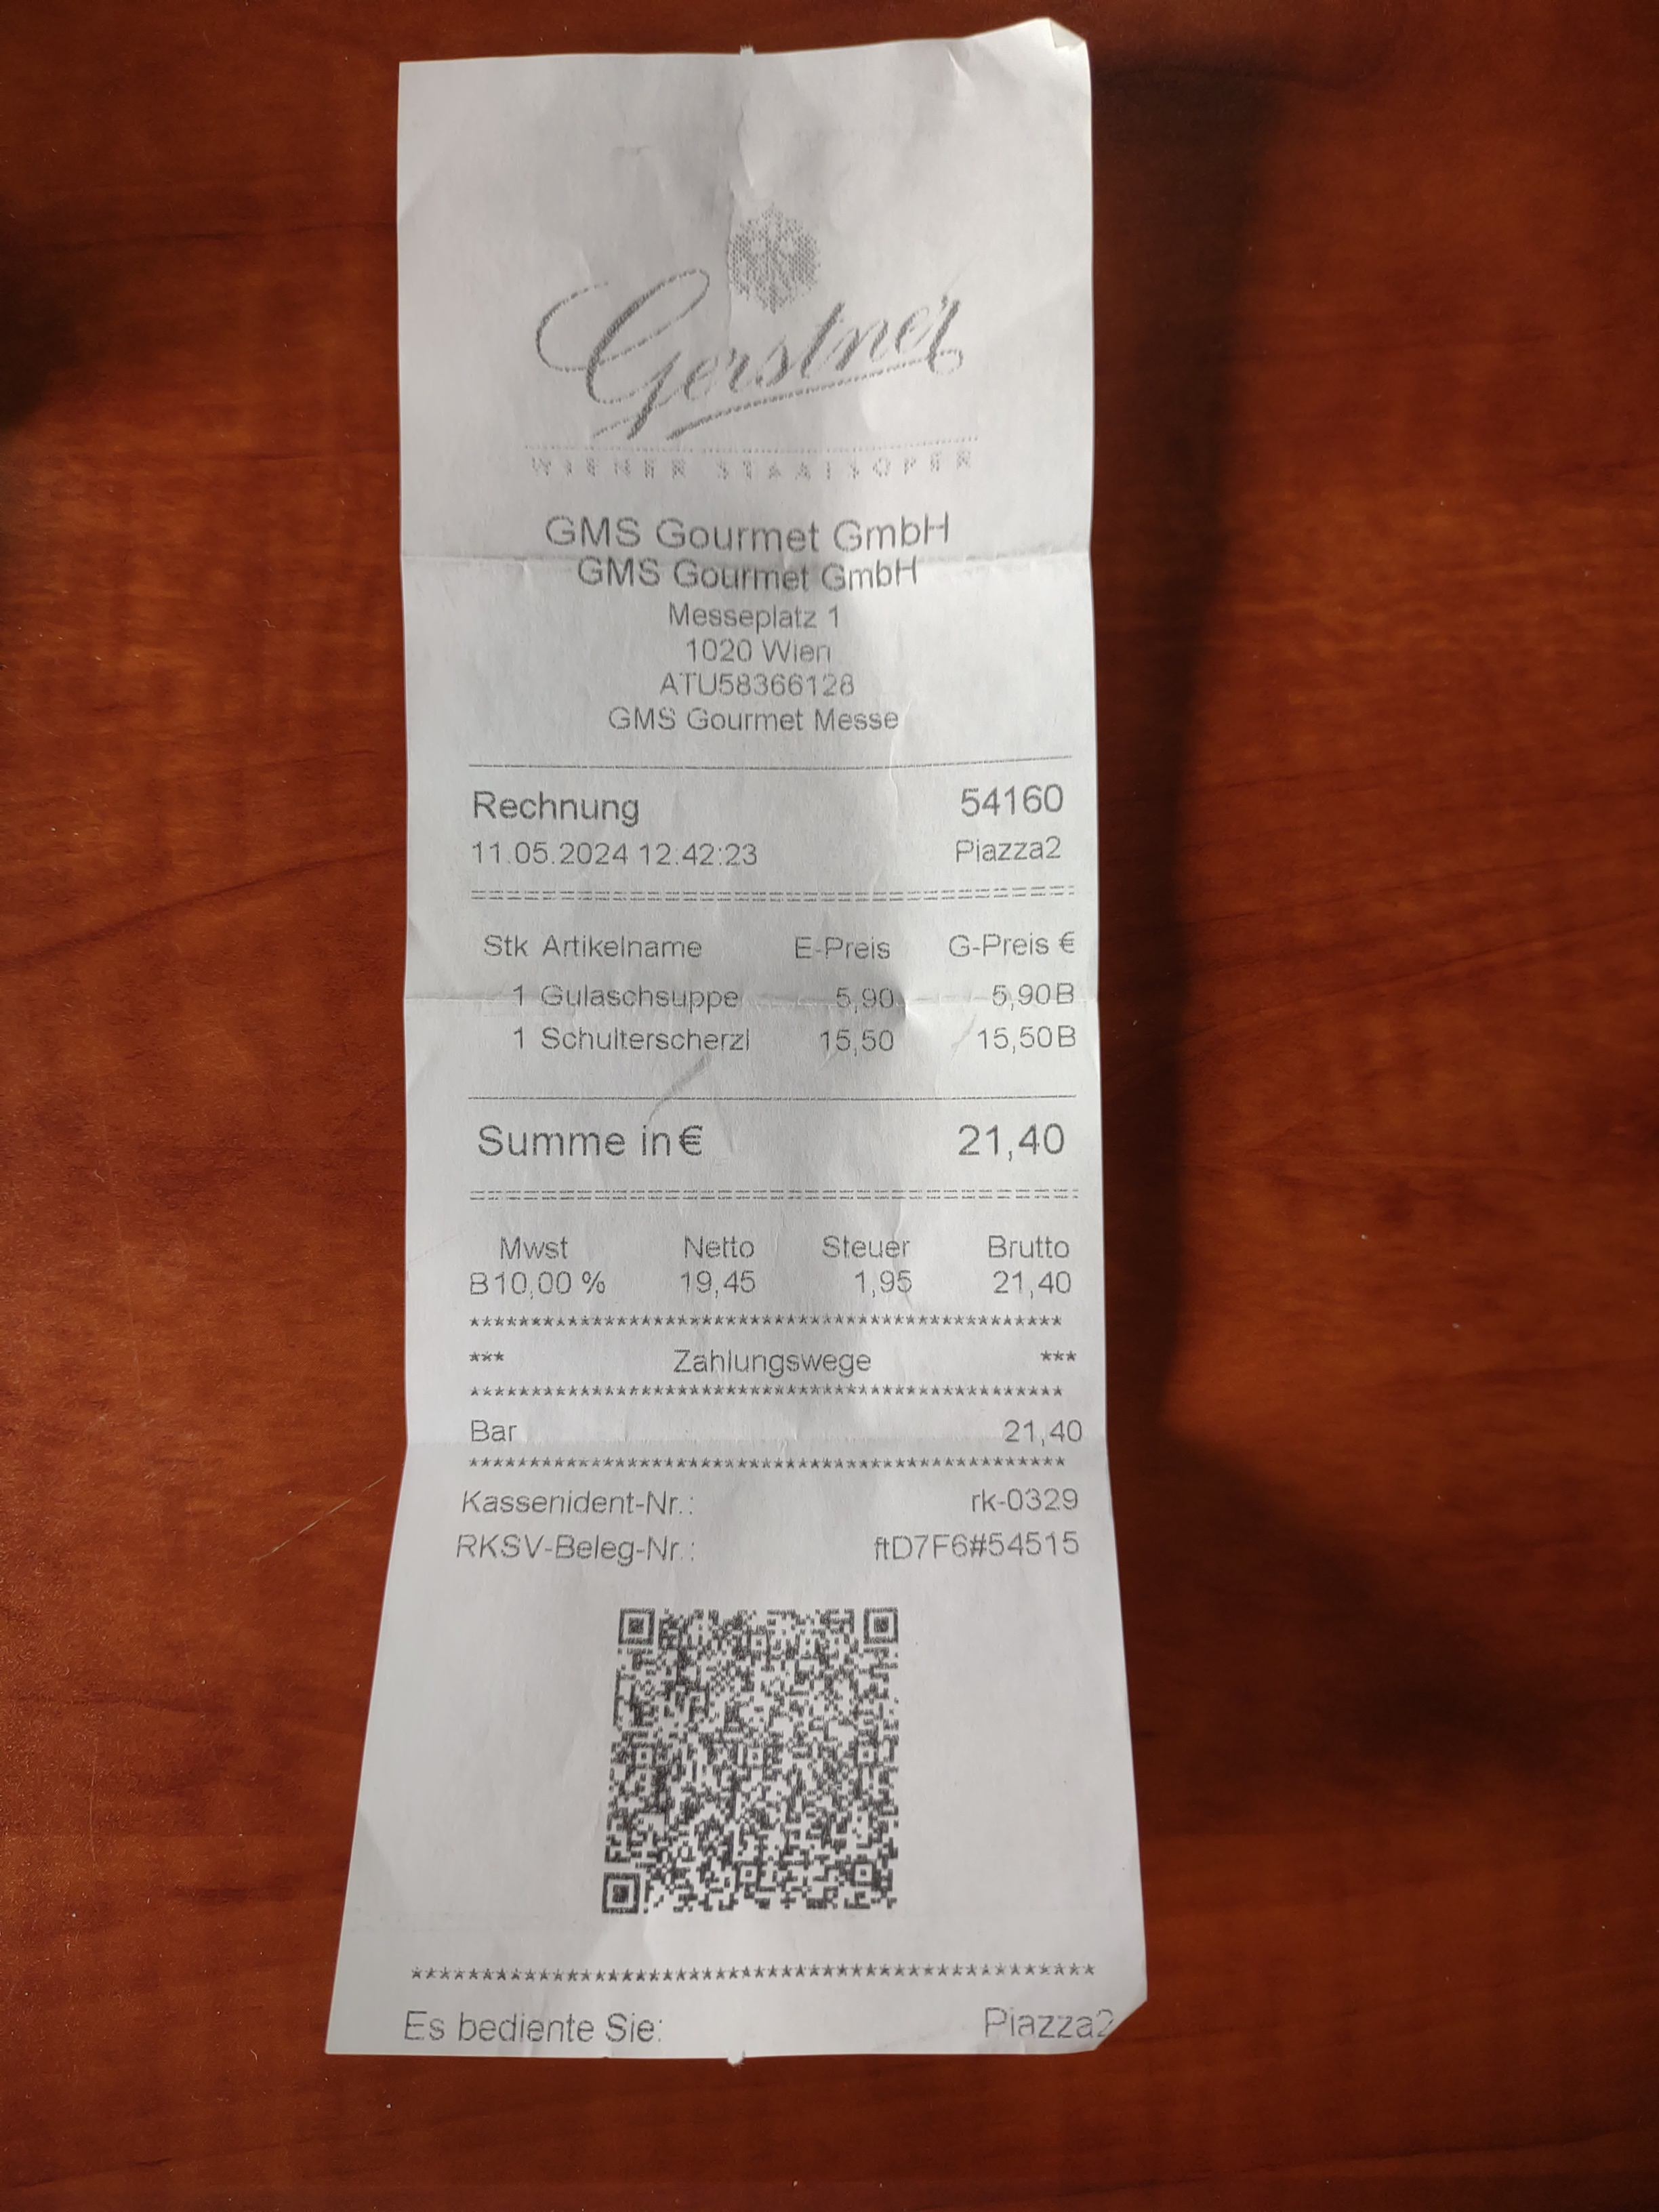 Gerstner
WIENER STAATSOPER
GMS Gourmet GmbH
GMS Gourmet GmbH
Messeplatz 1
1020 Wien
ATU58366128
GMS Gourmet Messe
Rechnung 54160
11.05.2024 12:42:23 Piazza2
Stk Artikelname E-Preis G-Preis €
1 Gulaschsuppe 5,90 5,90B
1 Schulterscherzl 15,50 15,50B
Summe in € 21,40
Mwst Netto Steuer Brutto
B10,00 % 19,45 1,95 21,40
************************************************
*** Zahlungswege ***
************************************************
Bar 21,40
************************************************
Kassenident-Nr.: rk-0329
RKSV-Beleg-Nr.: ftD7F6#54515
************************************************
Es bediente Sie: Piazza2